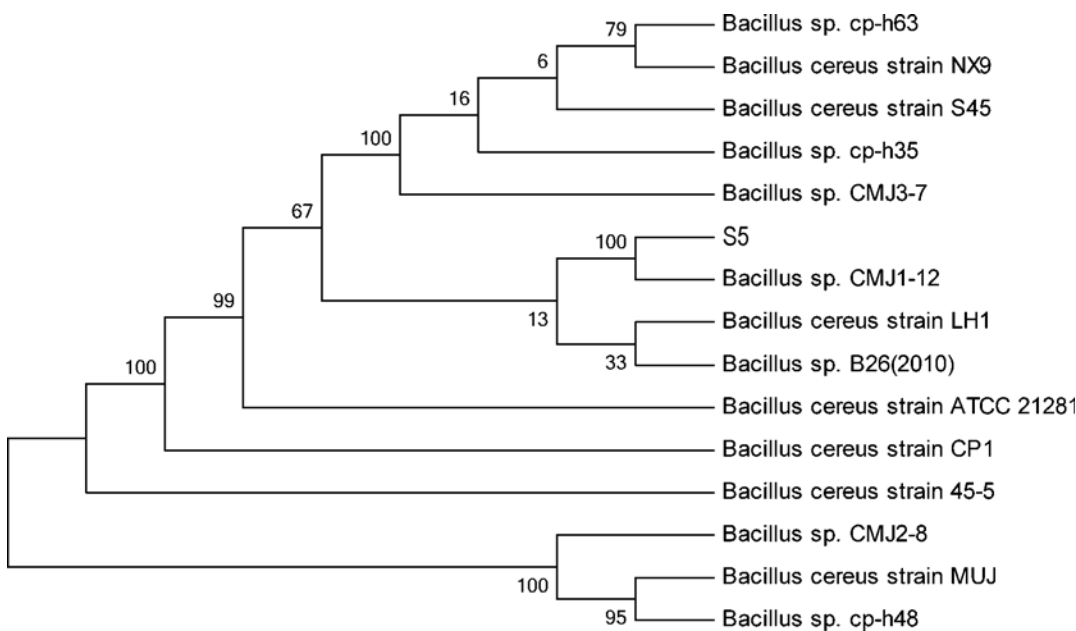 Bacillus sp. cp-h63
79
Bacillus cereus strain NX9
6
Bacillus cereus strain S45
16
Bacillus sp. cp-h35
100
Bacillus sp. CMJ3-7
67
S5
100
Bacillus sp. CMJ1-12
99
13
Bacillus cereus strain LH1
33
Bacillus sp. B26(2010)
100
Bacillus cereus strain ATCC 21281
Bacillus cereus strain CP1
Bacillus cereus strain 45-5
Bacillus sp. CMJ2-8
100
Bacillus cereus strain MUJ
95
Bacillus sp. cp-h48